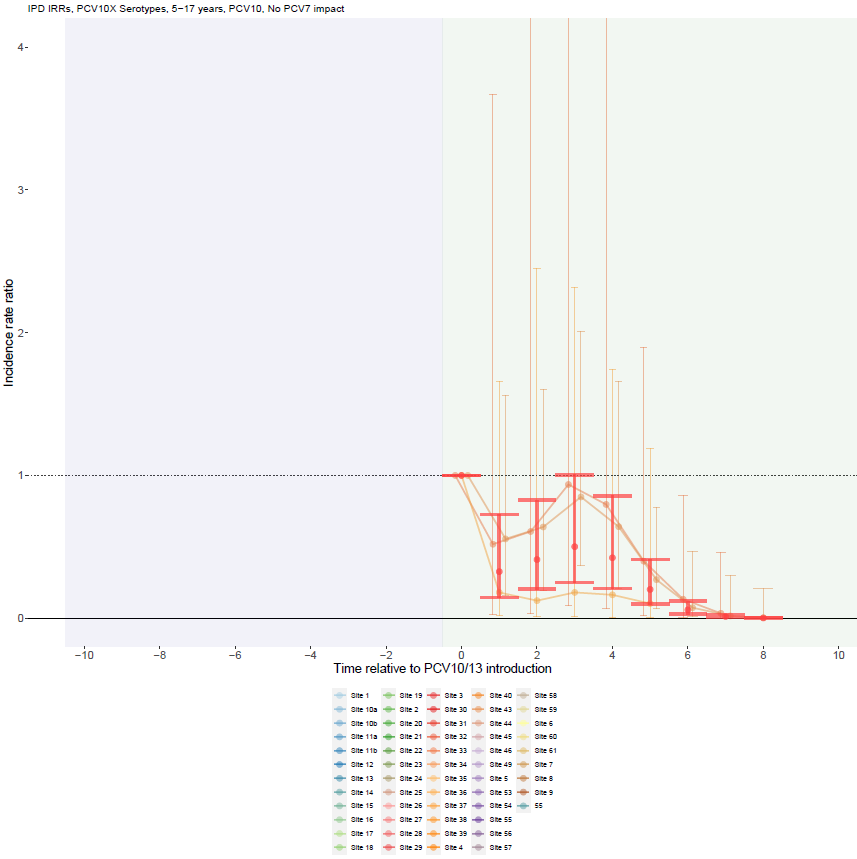 IPD IRRs, PCV10X Serotypes, 5−17 years, PCV10, No PCV7 impact
Incidence rate ratio
4
3
2
1
0
−10 −8 −6 −4 −2 0 2 4 6 8 10
Time relative to PCV10/13 introduction
Site 1 Site 19 Site 3 Site 40 Site 58
Site 10a Site 2 Site 30 Site 43 Site 59
Site 10b Site 20 Site 31 Site 44 Site 6
Site 11a Site 21 Site 32 Site 45 Site 60
Site 11b Site 22 Site 33 Site 46 Site 61
Site 12 Site 23 Site 34 Site 49 Site 7
Site 13 Site 24 Site 35 Site 5 Site 8
Site 14 Site 25 Site 36 Site 53 Site 9
Site 15 Site 26 Site 37 Site 54 55
Site 16 Site 27 Site 38 Site 55
Site 17 Site 28 Site 39 Site 56
Site 18 Site 29 Site 4 Site 57